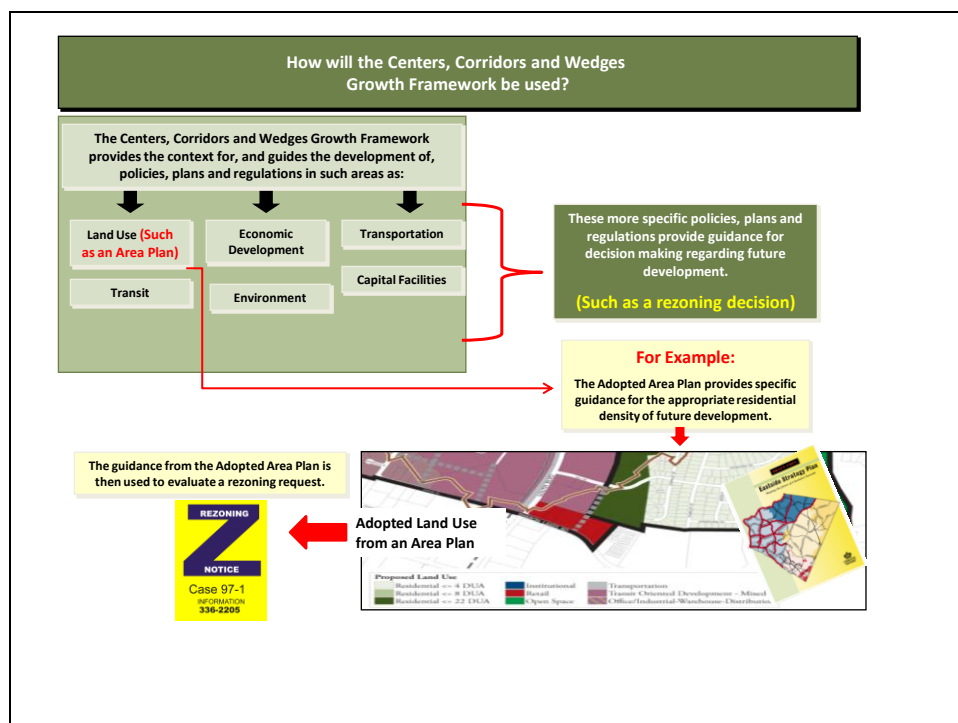 How will the Centers, Corridors and Wedges
Growth Framework be used?
The Centers, Corridors and Wedges Growth Framework
provides the context for, and guides the development of,
policies, plans and regulations in such areas as:
Land Use (Such
as an Area Plan)
Economic
Development
Transportation
Transit
Environment
Capital Facilities
These more specific policies, plans and
regulations provide guidance for
decision making regarding future
development.
(Such as a rezoning decision)
For Example:
The Adopted Area Plan provides specific
guidance for the appropriate residential
density of future development.
The guidance from the Adopted Area Plan is
then used to evaluate a rezoning request.
REZONING
NOTICE
Case 97-1
INFORMATION
336-2205
Adopted Land Use
from an Area Plan
Eastside Strategy Plan
Proposed Land Use
Residential <= 4 DUA
Residential <= 8 DUA
Residential <= 22 DUA
Institutional
Retail
Open Space
Transportation
Transit Oriented Development - Mixed
Office/Industrial-Warehouse-Distributio